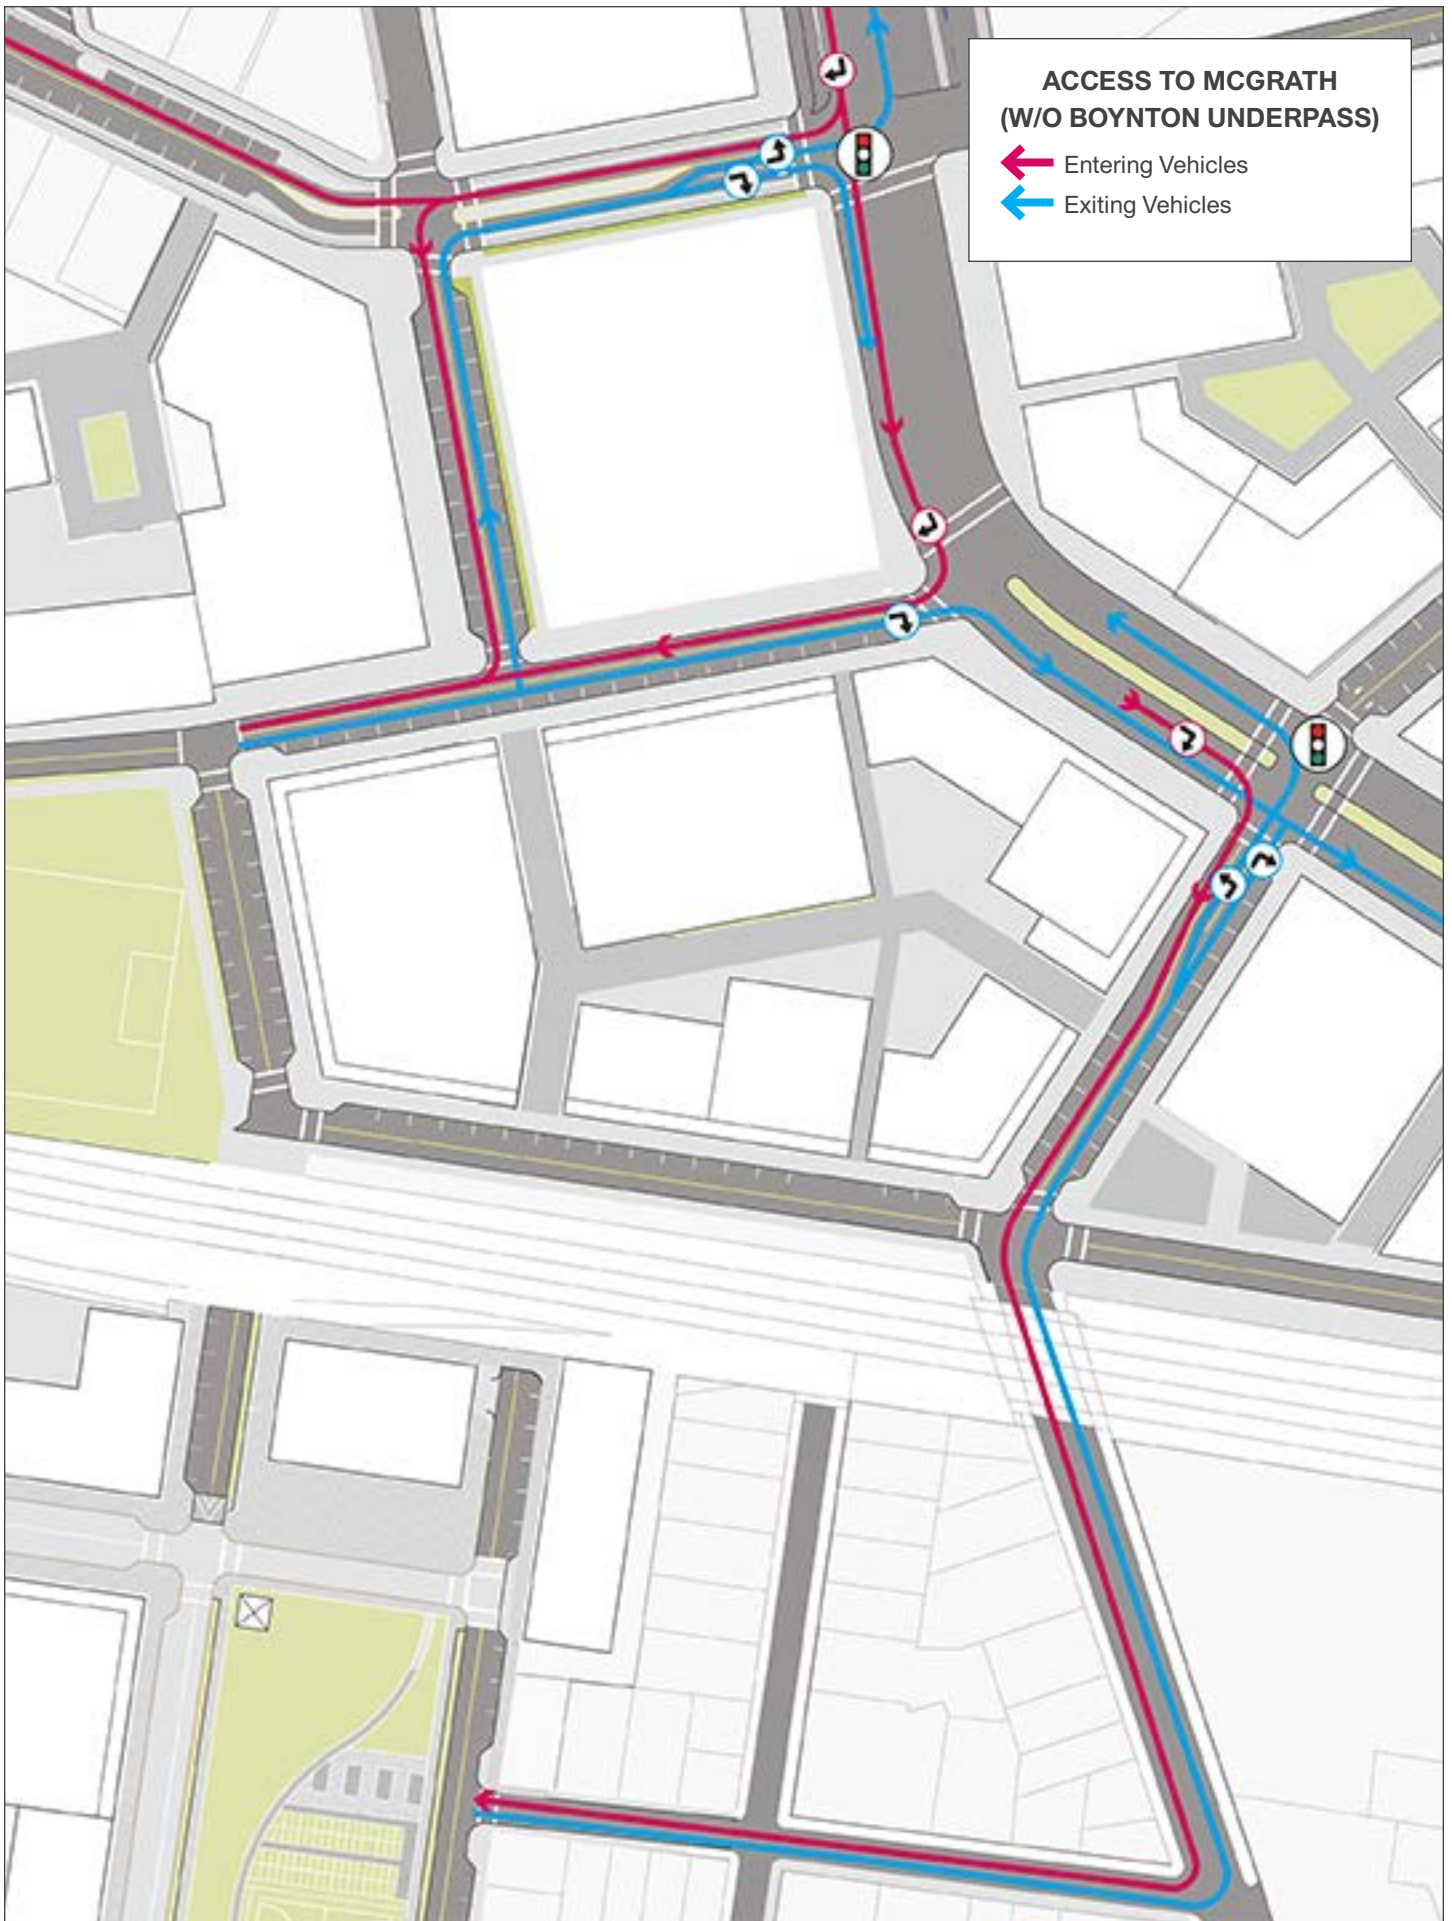 ACCESS TO MCGRATH
(W/O BOYNTON UNDERPASS)
Entering Vehicles
Exiting Vehicles